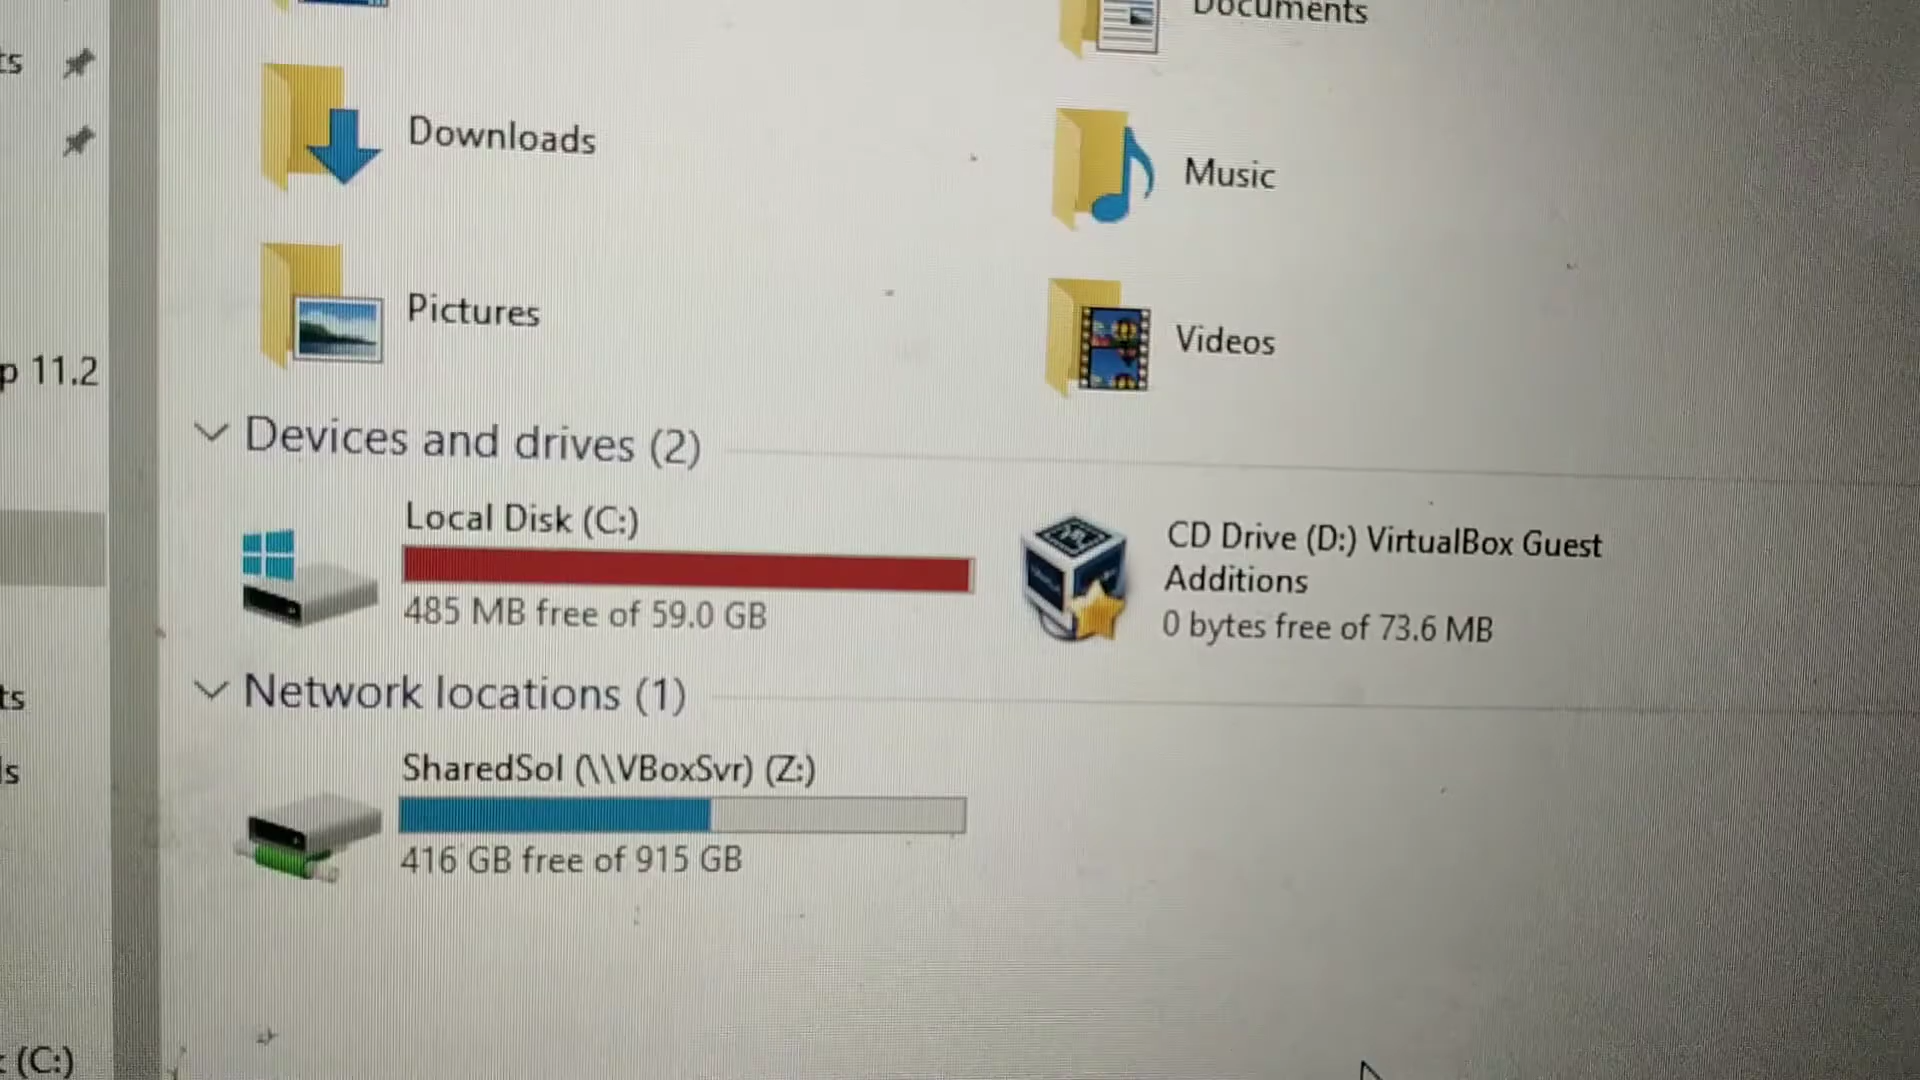 Documents
ts
Downloads
Music
Pictures
Videos
p 11.2
Devices and drives (2)
Local Disk (C:)
485 MB free of 59.0 GB
CD Drive (D:) VirtualBox Guest
Additions
0 bytes free of 73.6 MB
Network locations (1)
ts
SharedSol (\\VBoxSvr) (Z:)
ls
416 GB free of 915 GB
(C:)